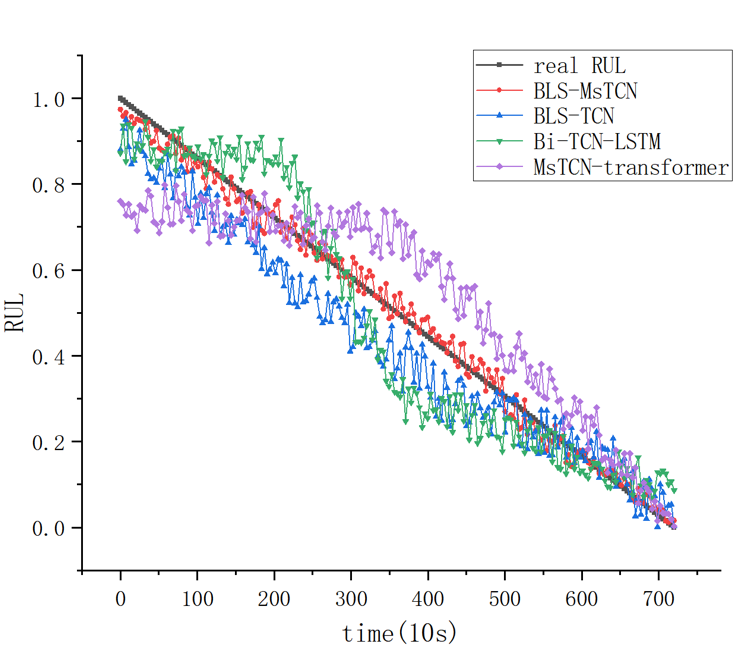 real RUL
BLS-MsTCN
BLS-TCN
Bi-TCN-LSTM
MsTCN-transformer
1.0
0.8
0.6
0.4
0.2
0.0
RUL
0 100 200 300 400 500 600 700
time(10s)